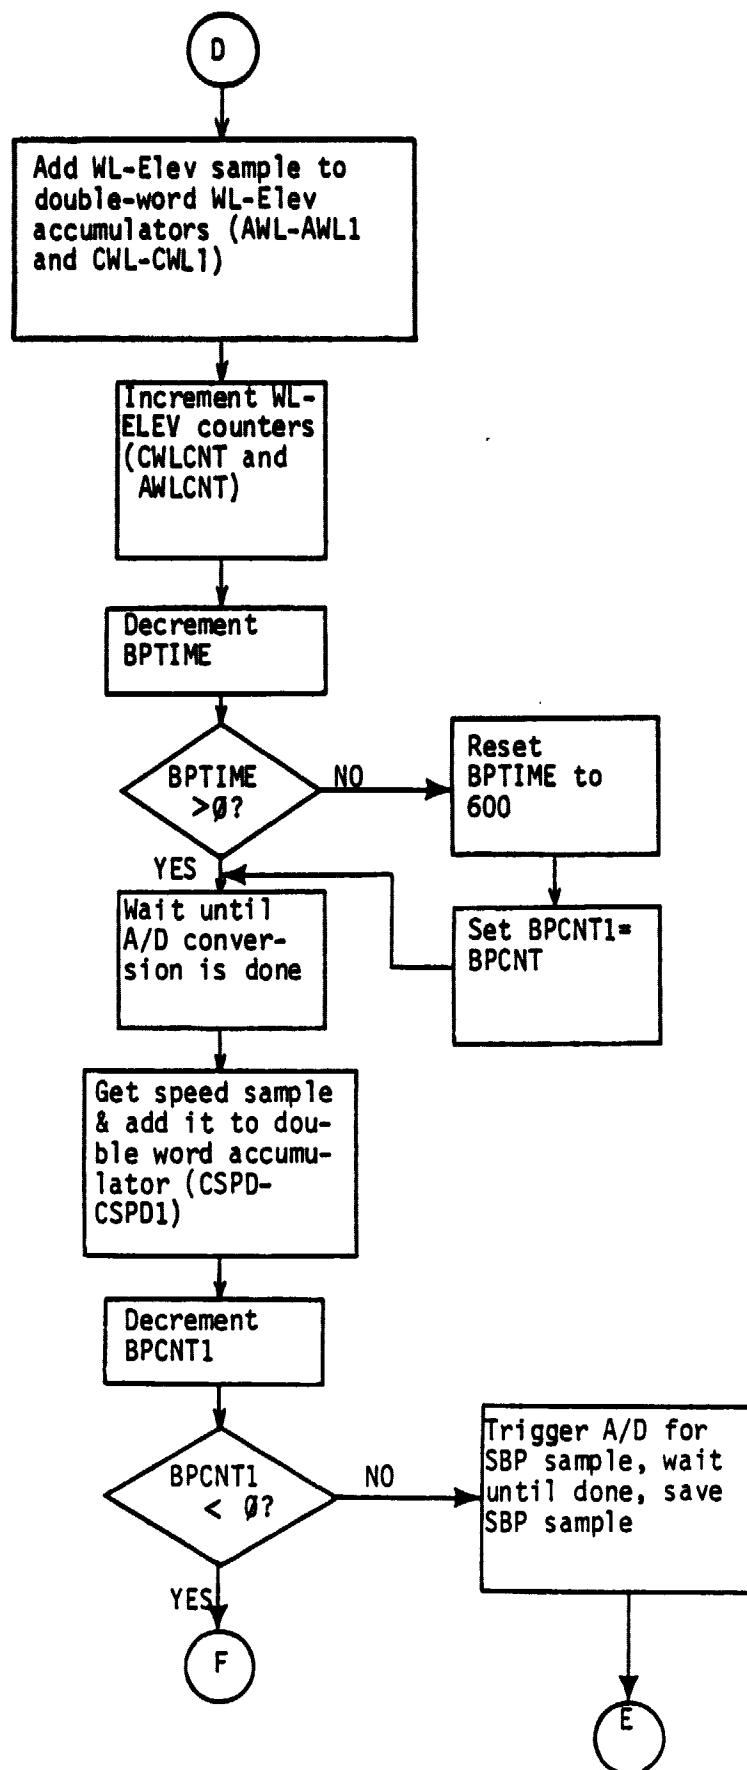 D
Add WL-Elev sample to
double-word WL-Elev
accumulators (AWL-AWL1
and CWL-CWL1)
Increment WL-
ELEV counters
(CWLCNT and
AWLCNT)
Decrement
BPTIME
BPTIME
>Ø?
NO
Reset
BPTIME to
600
YES
Set BPCNT1=
BPCNT
Wait until
A/D conver-
sion is done
Get speed sample
& add it to dou-
ble word accumu-
lator (CSPD-
CSPD1)
Decrement
BPCNT1
BPCNT1
< Ø?
NO
Trigger A/D for
SBP sample, wait
until done, save
SBP sample
YES
F
E